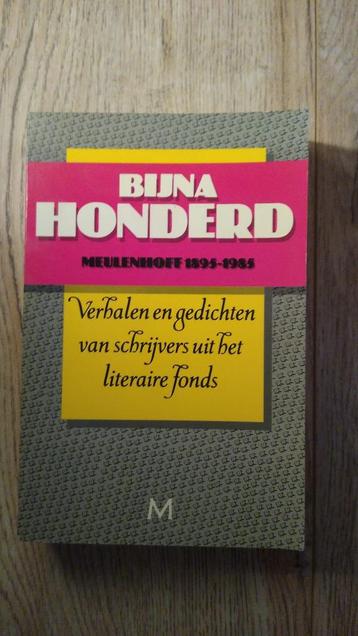 BIJNA
HONDERD
MEULENHOFF 1895-1985
Verhalen en gedichten
van schrijvers uit het
literaire fonds
M